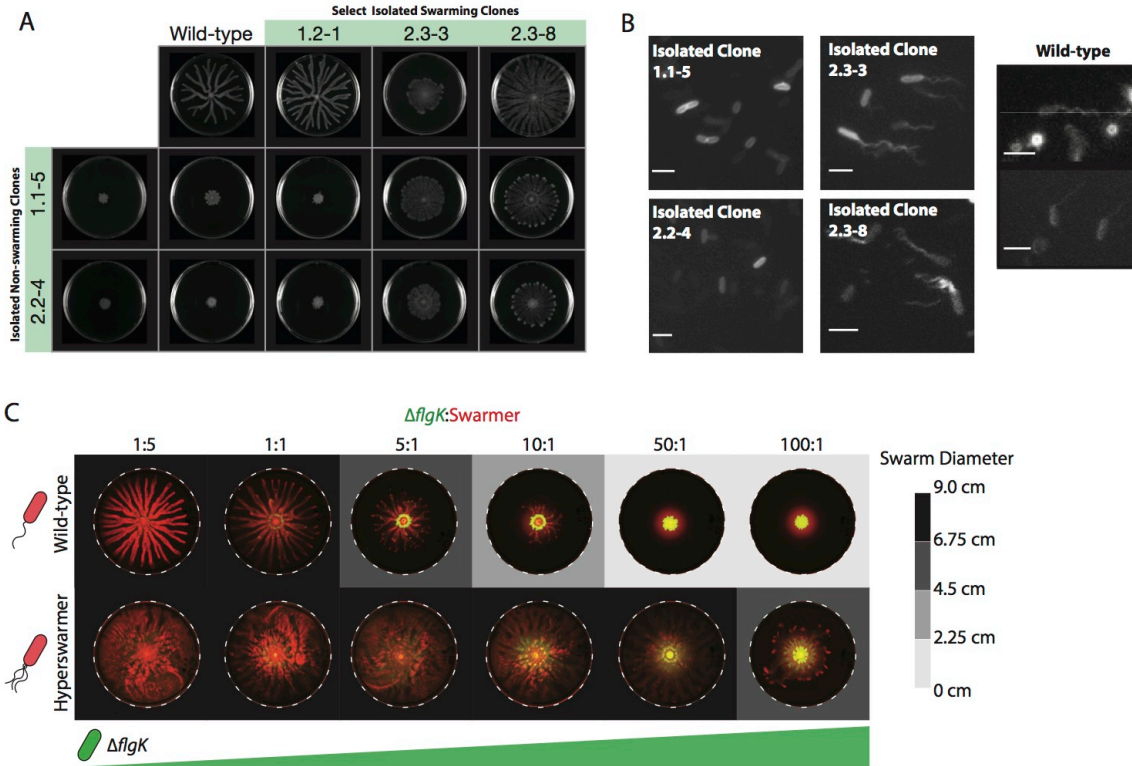 A
Select Isolated Swarming Clones
Wild-type 1.2-1 2.3-3 2.3-8
Isolated Non-swarming Clones
1.1-5
2.2-4
B
Isolated Clone
1.1-5
Isolated Clone
2.3-3
Wild-type
Isolated Clone
2.2-4
Isolated Clone
2.3-8
C
ΔflgK:Swarmer
1:5 1:1 5:1 10:1 50:1 100:1
Wild-type
Hyperswarmer
Swarm Diameter
9.0 cm
6.75 cm
4.5 cm
2.25 cm
0 cm
ΔflgK